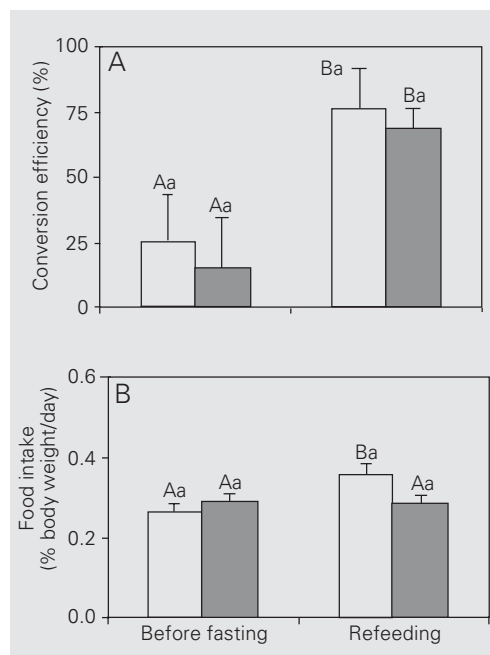 A
Conversion efficiency (%)
100
75
50
25
0
Aa
Aa
Ba
Ba
B
Food intake
(% body weight/day)
0.6
0.4
0.2
0.0
Aa
Aa
Ba
Aa
Before fasting
Refeeding